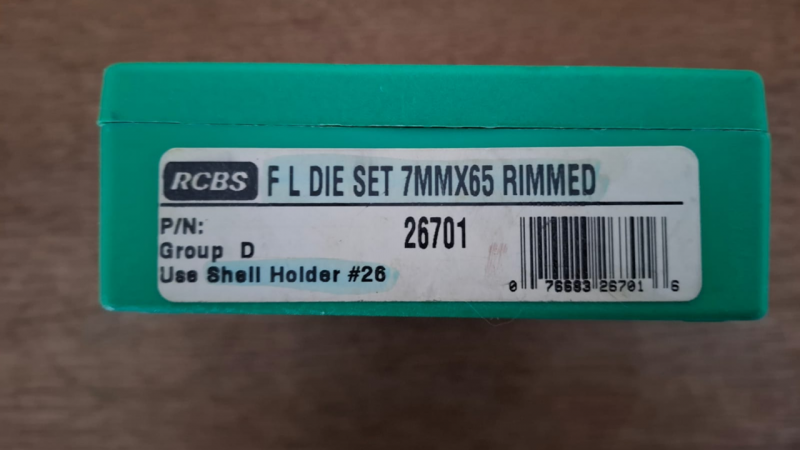 RCBS F L DIE SET 7MMX65 RIMMED
P/N: 26701
Group D
Use Shell Holder #26
0 76683 26701 6